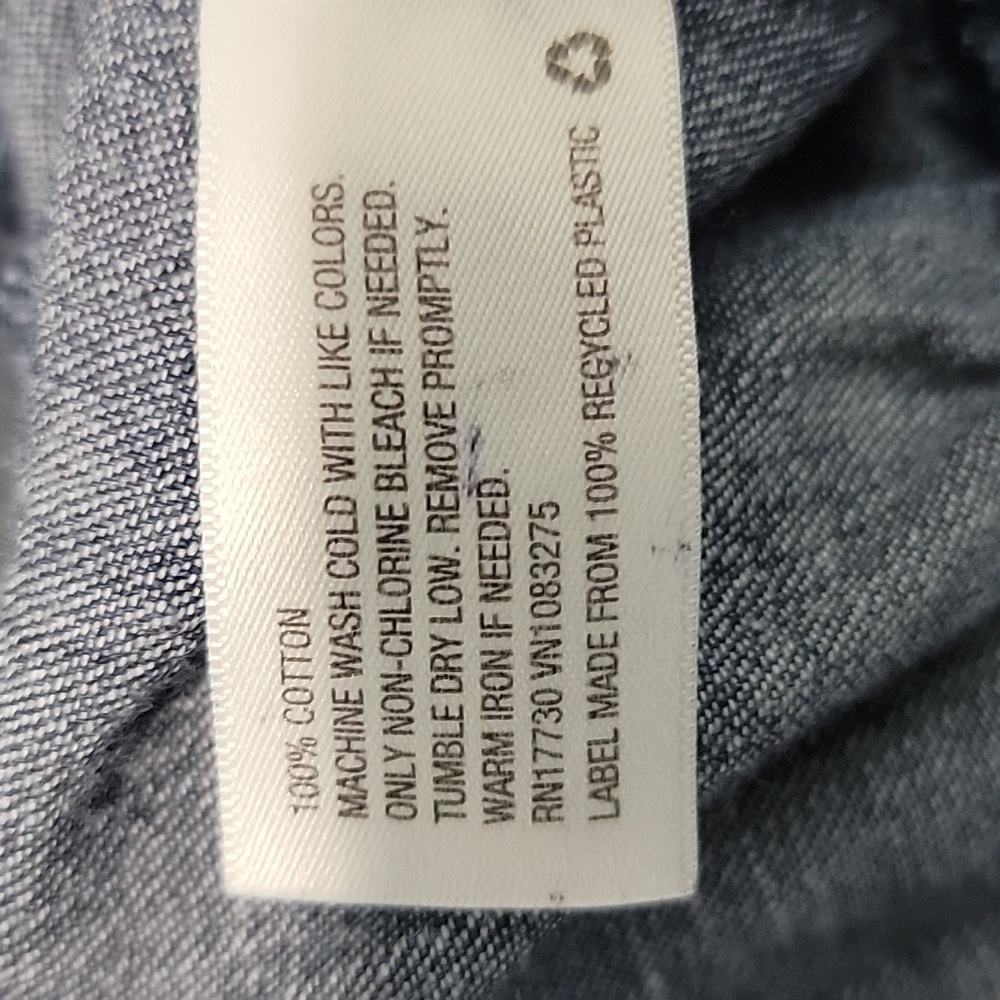 100% COTTON
MACHINE WASH COLD WITH LIKE COLORS.
ONLY NON-CHLORINE BLEACH IF NEEDED.
TUMBLE DRY LOW. REMOVE PROMPTLY.
WARM IRON IF NEEDED.
RN17730 VN1083275
LABEL MADE FROM 100% RECYCLED PLASTIC